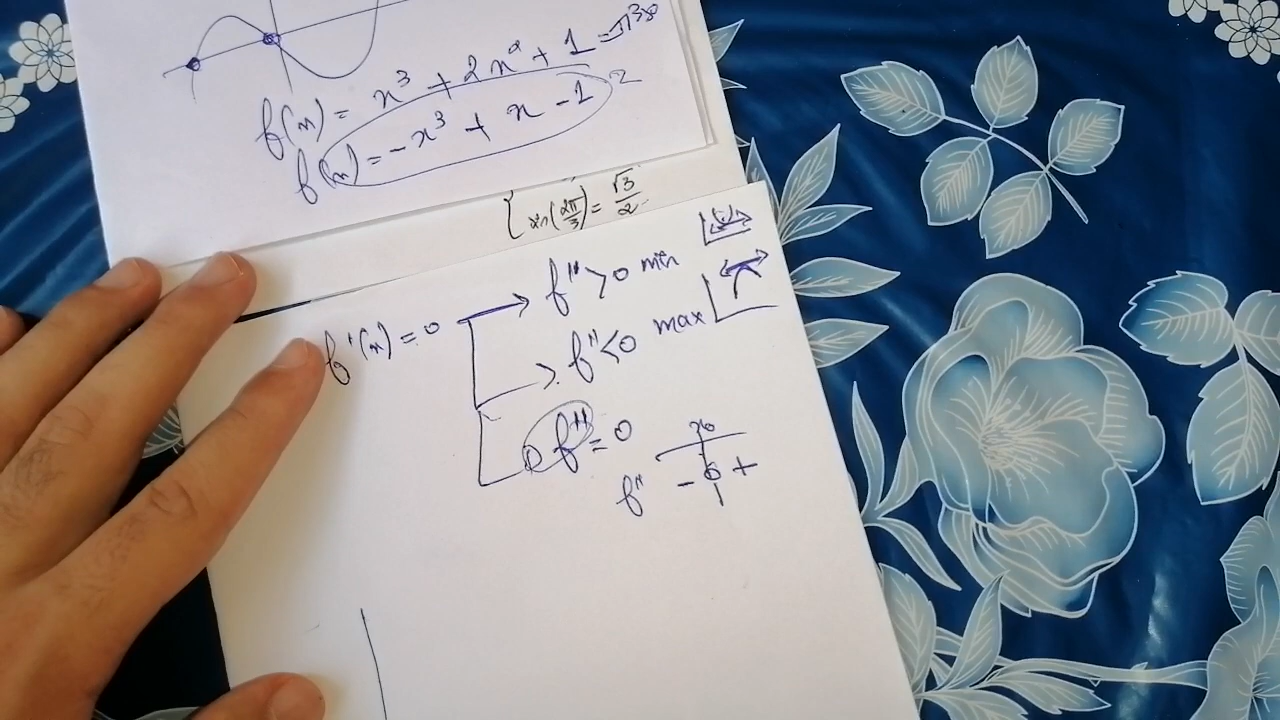 f(x) = x³ + 2x² + 1
f(x) = -x³ + x - 1
sin(2π/3) = √3/2
f'(x) = 0
f'' > 0 min
f'' < 0 max
f'' = 0
x₀
f'' - 0 +